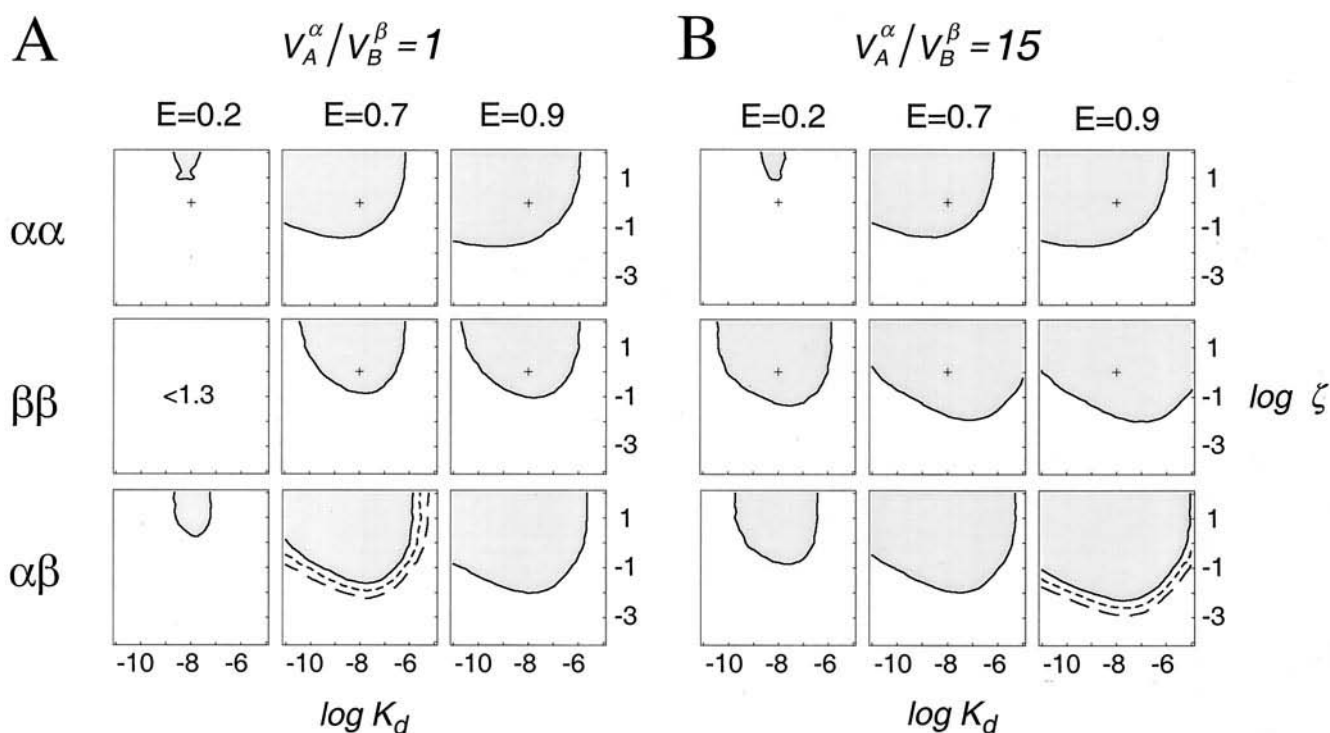 A V_A^α/V_B^β = 1 B V_A^α/V_B^β = 15
E=0.2 E=0.7 E=0.9 E=0.2 E=0.7 E=0.9
αα 1 1
-1 -1
-3 -3
ββ <1.3 1 1
-1 -1 log ζ
-3 -3
αβ 1 1
-1 -1
-3 -3
-10 -8 -6 -10 -8 -6 -10 -8 -6 -10 -8 -6 -10 -8 -6 -10 -8 -6
log K_d log K_d